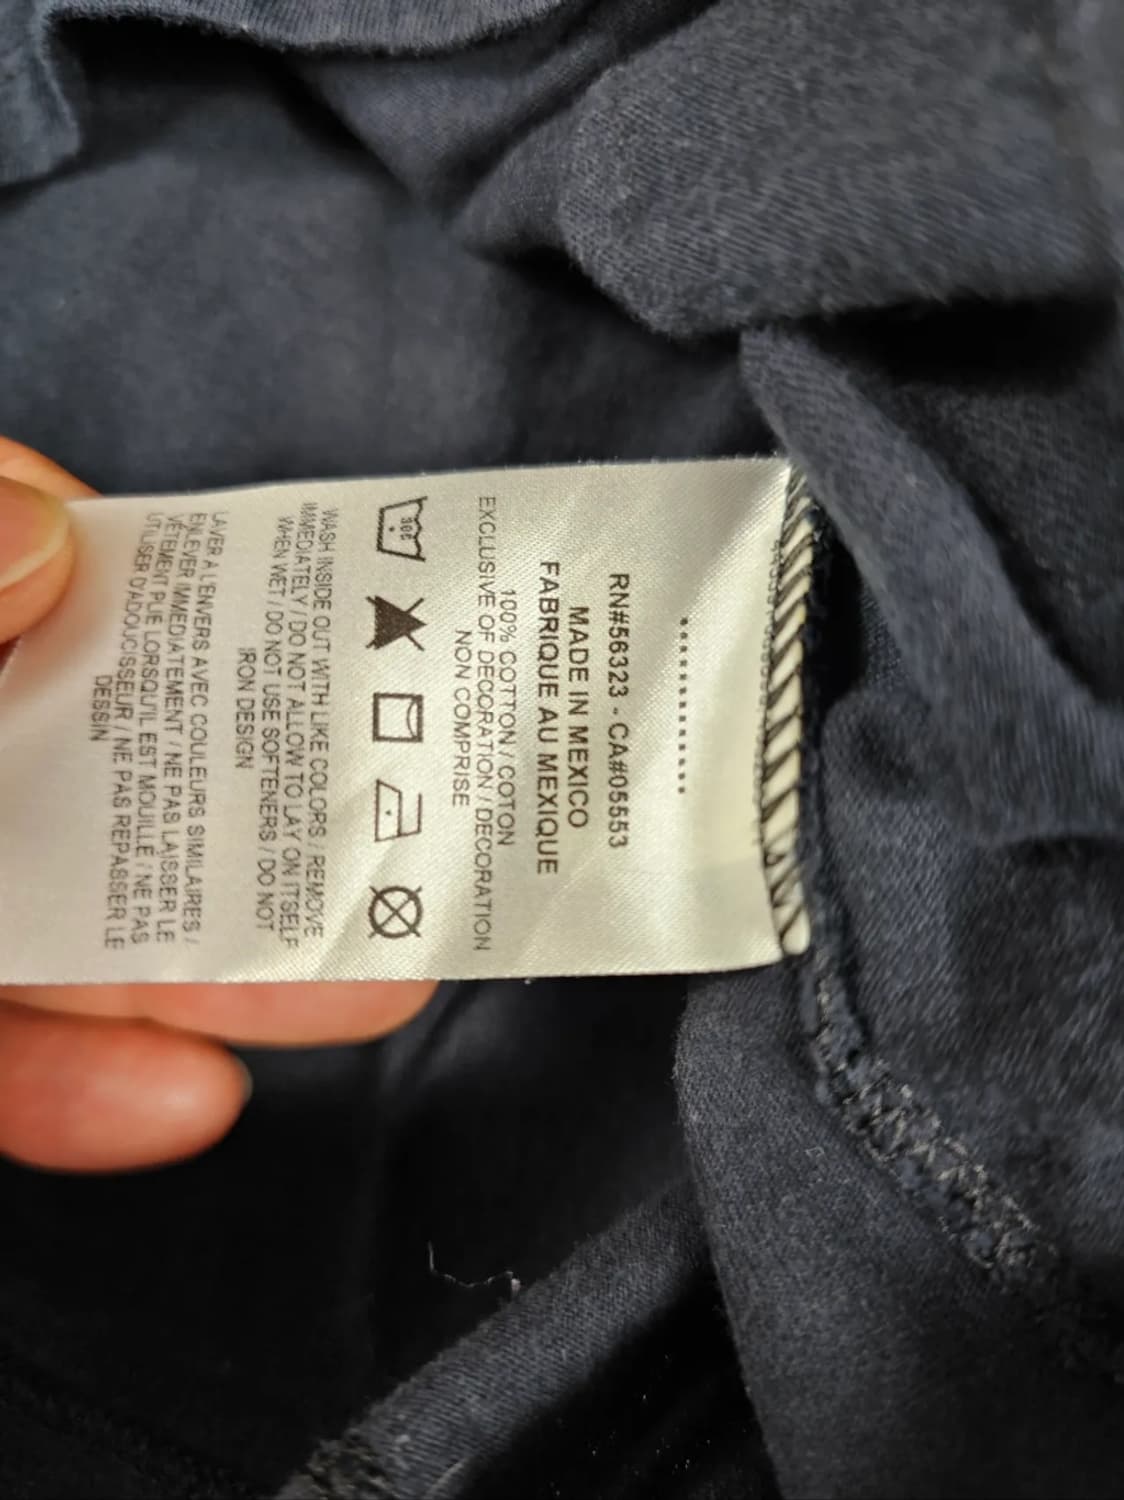 RN#56323 - CA#05553
MADE IN MEXICO
FABRIQUE AU MEXIQUE
100% COTTON / COTON
EXCLUSIVE OF DECORATION / DECORATION
NON COMPRISE
30C
WASH INSIDE OUT WITH LIKE COLORS / REMOVE
IMMEDIATELY / DO NOT ALLOW TO LAY ON ITSELF
WHEN WET / DO NOT USE SOFTENERS / DO NOT
IRON DESIGN
LAVER A L'ENVERS AVEC COULEURS SIMILAIRES /
ENLEVER IMMEDIATEMENT / NE PAS LAISSER LE
VÊTEMENT PLIE LORSQU'IL EST MOUILLÉ / NE PAS
UTILISER D'ADOUCISSEUR / NE PAS REPASSER LE
DESSIN